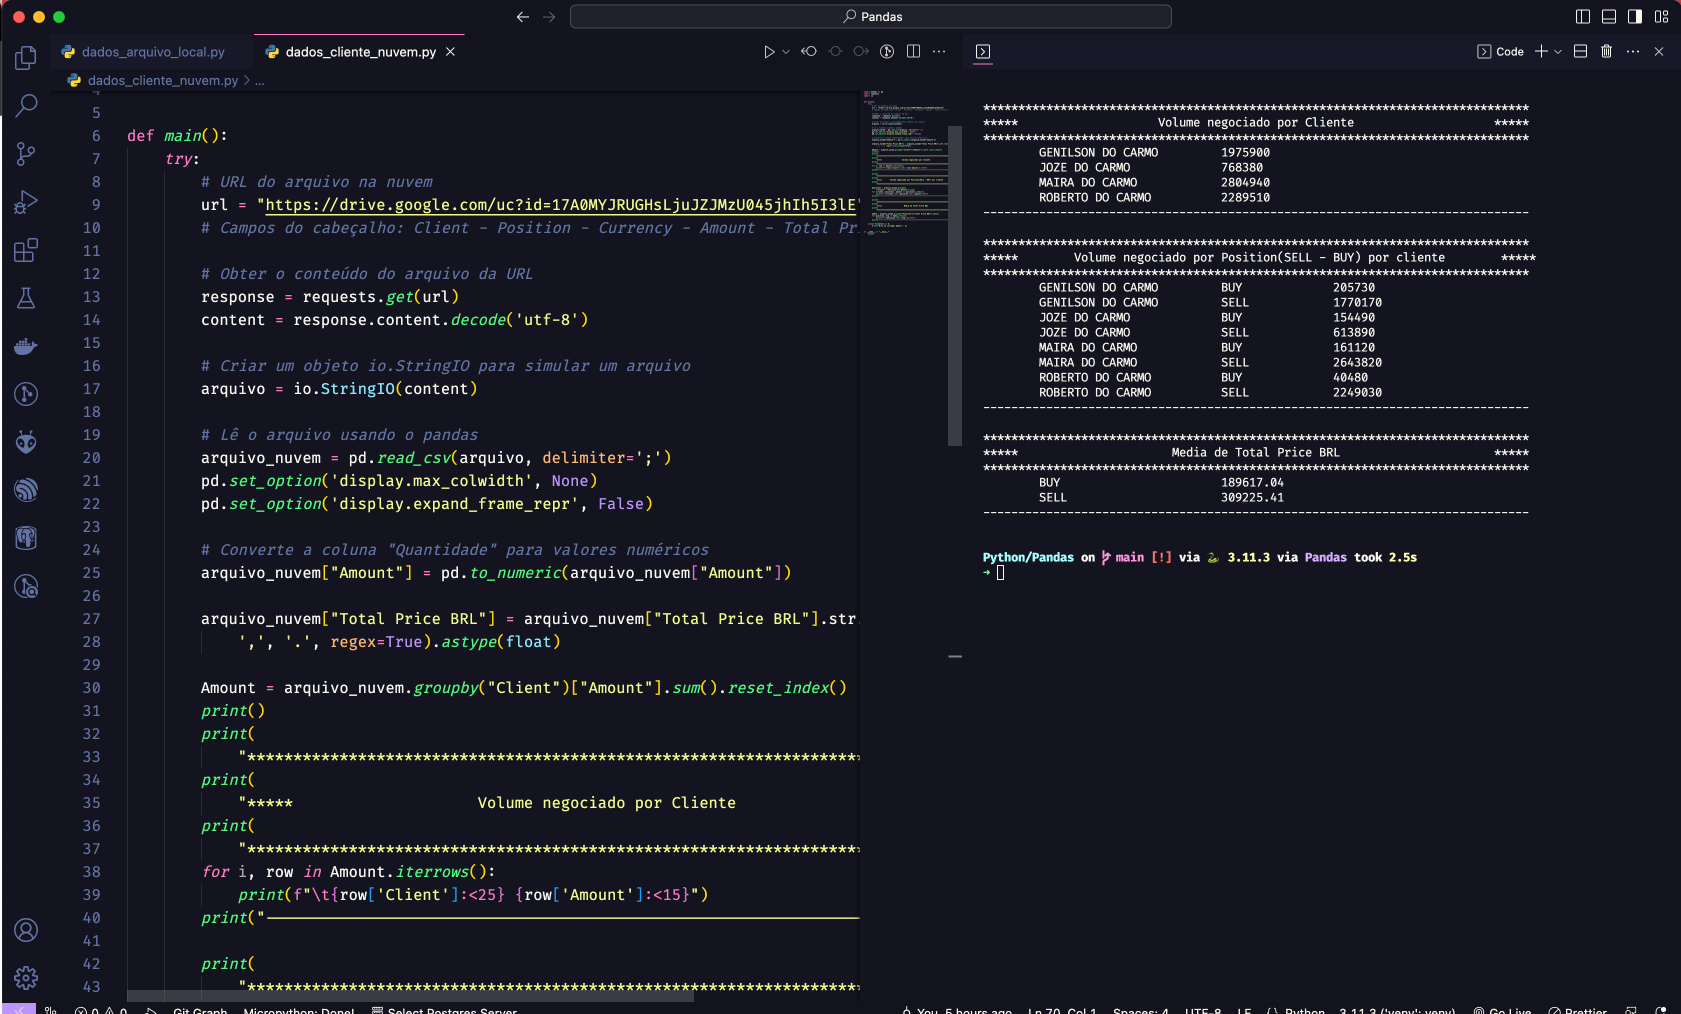 Pandas
dados_arquivo_local.py
dados_cliente_nuvem.py
Code
dados_cliente_nuvem.py > ...
5
6 def main():
7 try:
8 # URL do arquivo na nuvem
9 url = "https://drive.google.com/uc?id=17A0MYJRUGHsLjuJZJMzU045jhIh5I3lE"
10 # Campos do cabeçalho: Client - Position - Currency - Amount - Total Pr
11
12 # Obter o conteúdo do arquivo da URL
13 response = requests.get(url)
14 content = response.content.decode('utf-8')
15
16 # Criar um objeto io.StringIO para simular um arquivo
17 arquivo = io.StringIO(content)
18
19 # Lê o arquivo usando o pandas
20 arquivo_nuvem = pd.read_csv(arquivo, delimiter=';')
21 pd.set_option('display.max_colwidth', None)
22 pd.set_option('display.expand_frame_repr', False)
23
24 # Converte a coluna "Quantidade" para valores numéricos
25 arquivo_nuvem["Amount"] = pd.to_numeric(arquivo_nuvem["Amount"])
26
27 arquivo_nuvem["Total Price BRL"] = arquivo_nuvem["Total Price BRL"].str.
28 ',', '.', regex=True).astype(float)
29
30 Amount = arquivo_nuvem.groupby("Client")["Amount"].sum().reset_index()
31 print()
32 print(
33 "*******************************************************************
34 print(
35 "***** Volume negociado por Cliente
36 print(
37 "*******************************************************************
38 for i, row in Amount.iterrows():
39 print(f"\t{row['Client']:<25} {row['Amount']:<15}")
40 print("----------------------------------------------------------------
41
42 print(
43 "*******************************************************************
******************************************************************************
***** Volume negociado por Cliente *****
******************************************************************************
GENILSON DO CARMO 1975900
JOZE DO CARMO 768380
MAIRA DO CARMO 2804940
ROBERTO DO CARMO 2289510
------------------------------------------------------------------------------
******************************************************************************
***** Volume negociado por Position(SELL - BUY) por cliente *****
******************************************************************************
GENILSON DO CARMO BUY 205730
GENILSON DO CARMO SELL 1770170
JOZE DO CARMO BUY 154490
JOZE DO CARMO SELL 613890
MAIRA DO CARMO BUY 161120
MAIRA DO CARMO SELL 2643820
ROBERTO DO CARMO BUY 40480
ROBERTO DO CARMO SELL 2249030
------------------------------------------------------------------------------
******************************************************************************
***** Media de Total Price BRL *****
******************************************************************************
BUY 189617.04
SELL 309225.41
------------------------------------------------------------------------------
Python/Pandas on main [!] via 3.11.3 via Pandas took 2.5s
→
0 0 Git Graph Micropython: Done! Select Postgres Server You, 5 hours ago Ln 70, Col 1 Spaces: 4 UTF-8 LF {} Python 3.11.3 ('venv': venv) Go Live Prettier